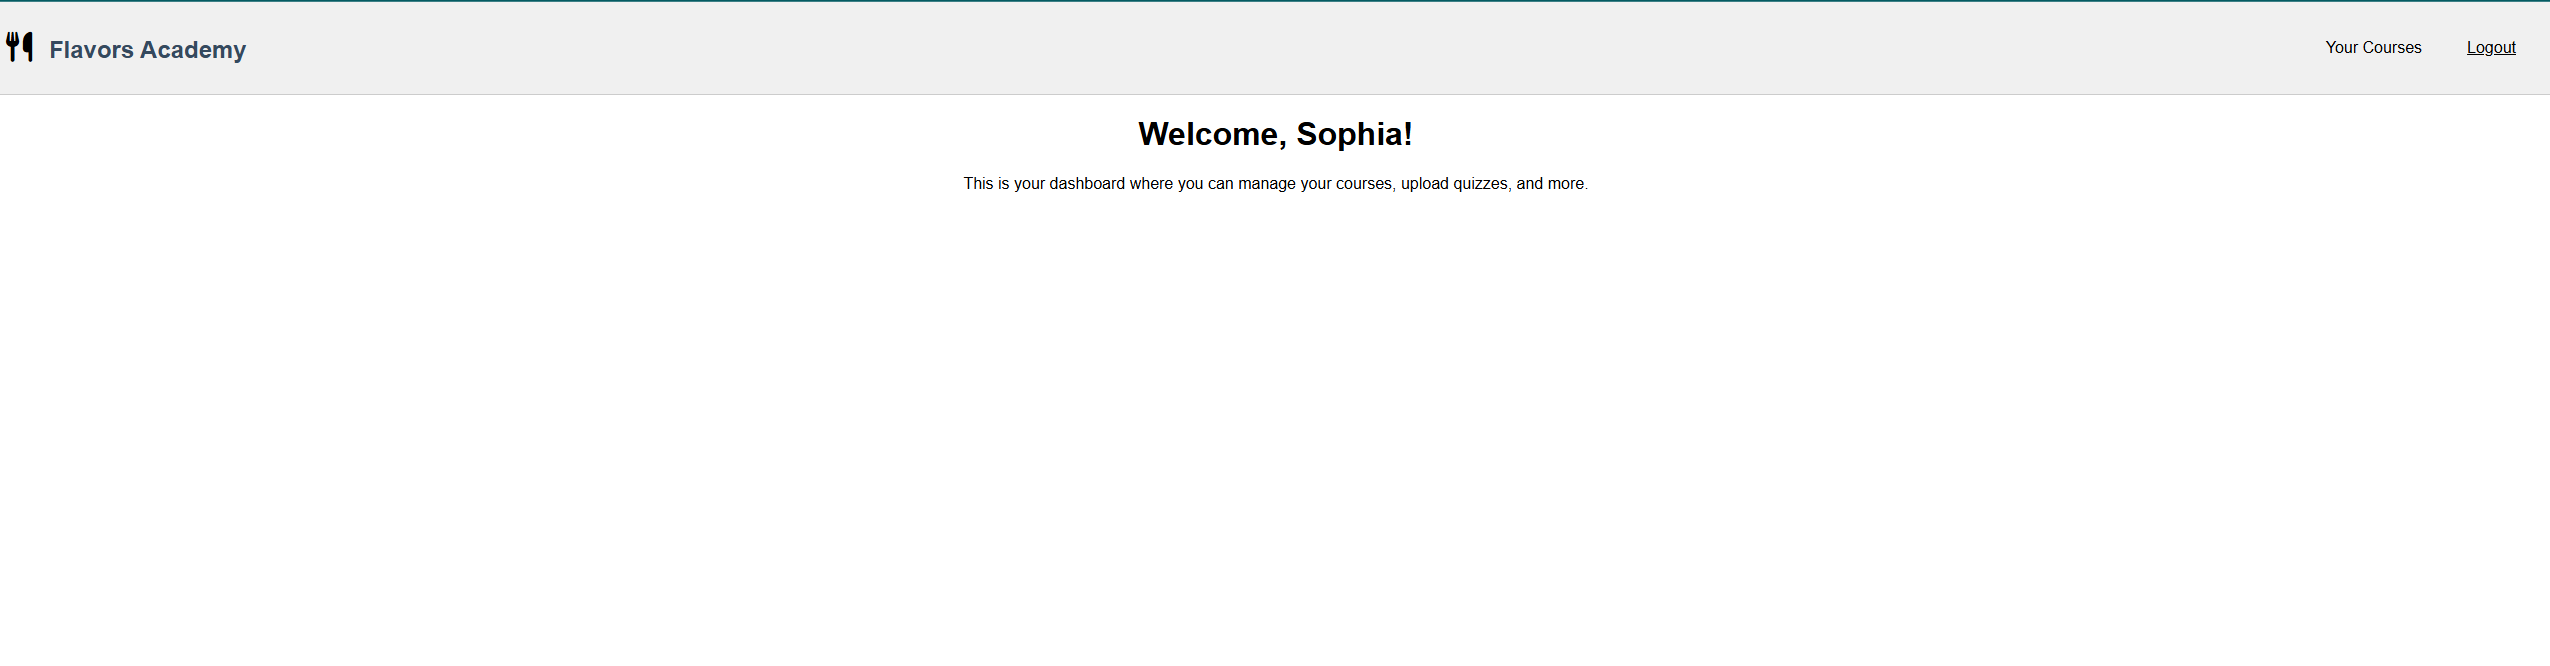 Flavors Academy
Your Courses
Logout
Welcome, Sophia!
This is your dashboard where you can manage your courses, upload quizzes, and more.